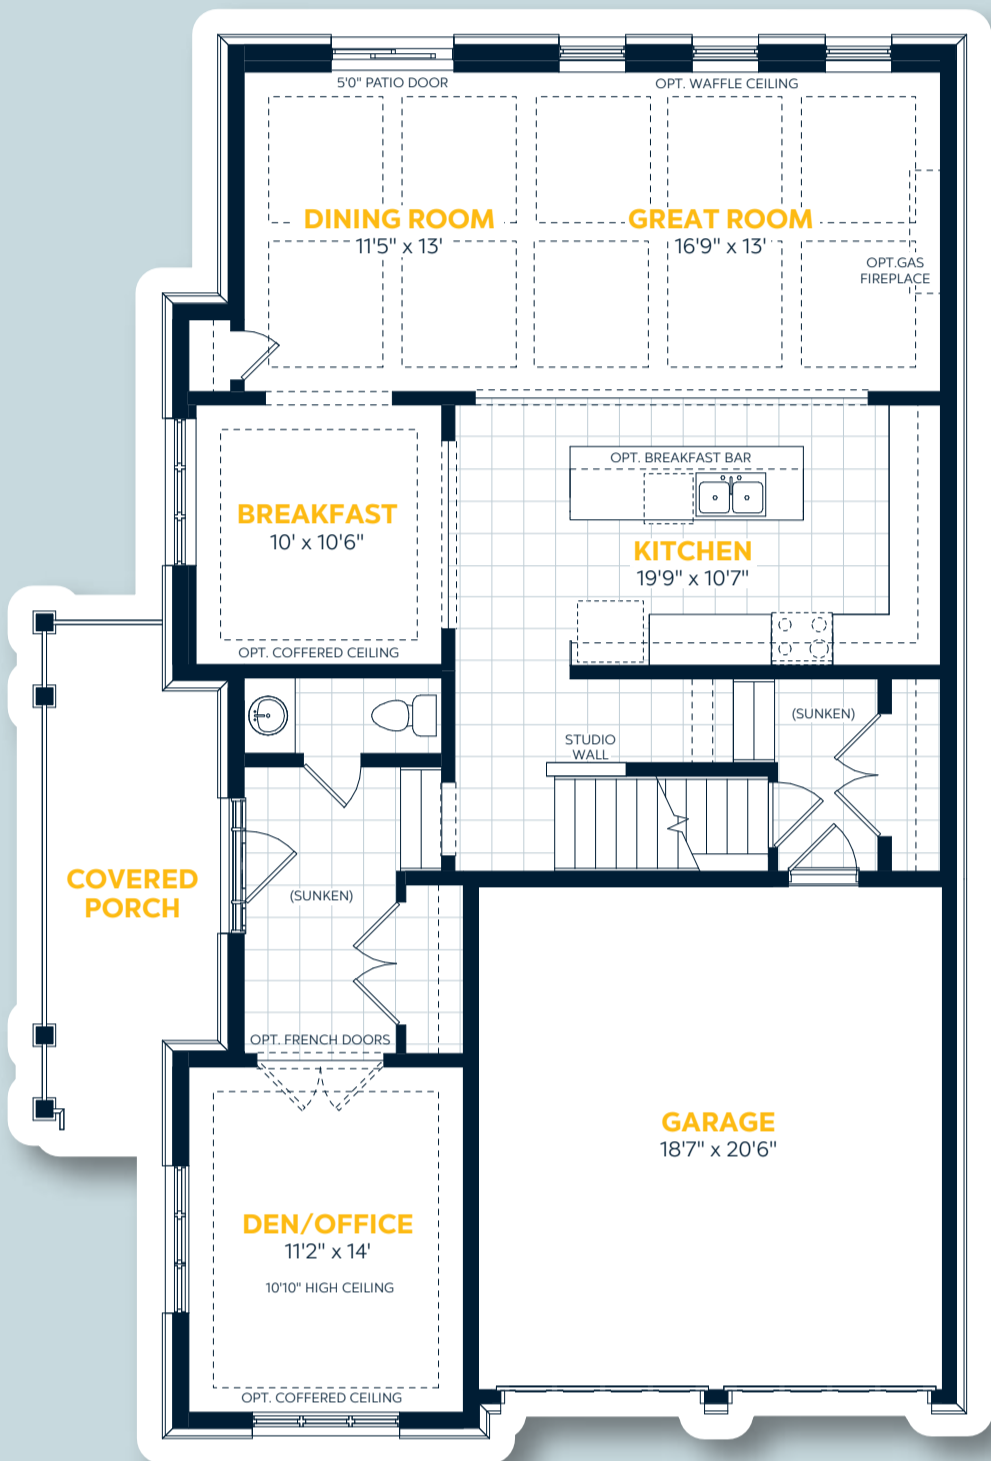 5'0" PATIO DOOR
OPT. WAFFLE CEILING
DINING ROOM
11'5" x 13'
GREAT ROOM
16'9" x 13'
OPT.GAS
FIREPLACE
OPT. BREAKFAST BAR
BREAKFAST
10' x 10'6"
KITCHEN
19'9" x 10'7"
OPT. COFFERED CEILING
(SUNKEN)
STUDIO
WALL
COVERED
PORCH
(SUNKEN)
OPT. FRENCH DOORS
GARAGE
18'7" x 20'6"
DEN/OFFICE
11'2" x 14'
10'10" HIGH CEILING
OPT. COFFERED CEILING